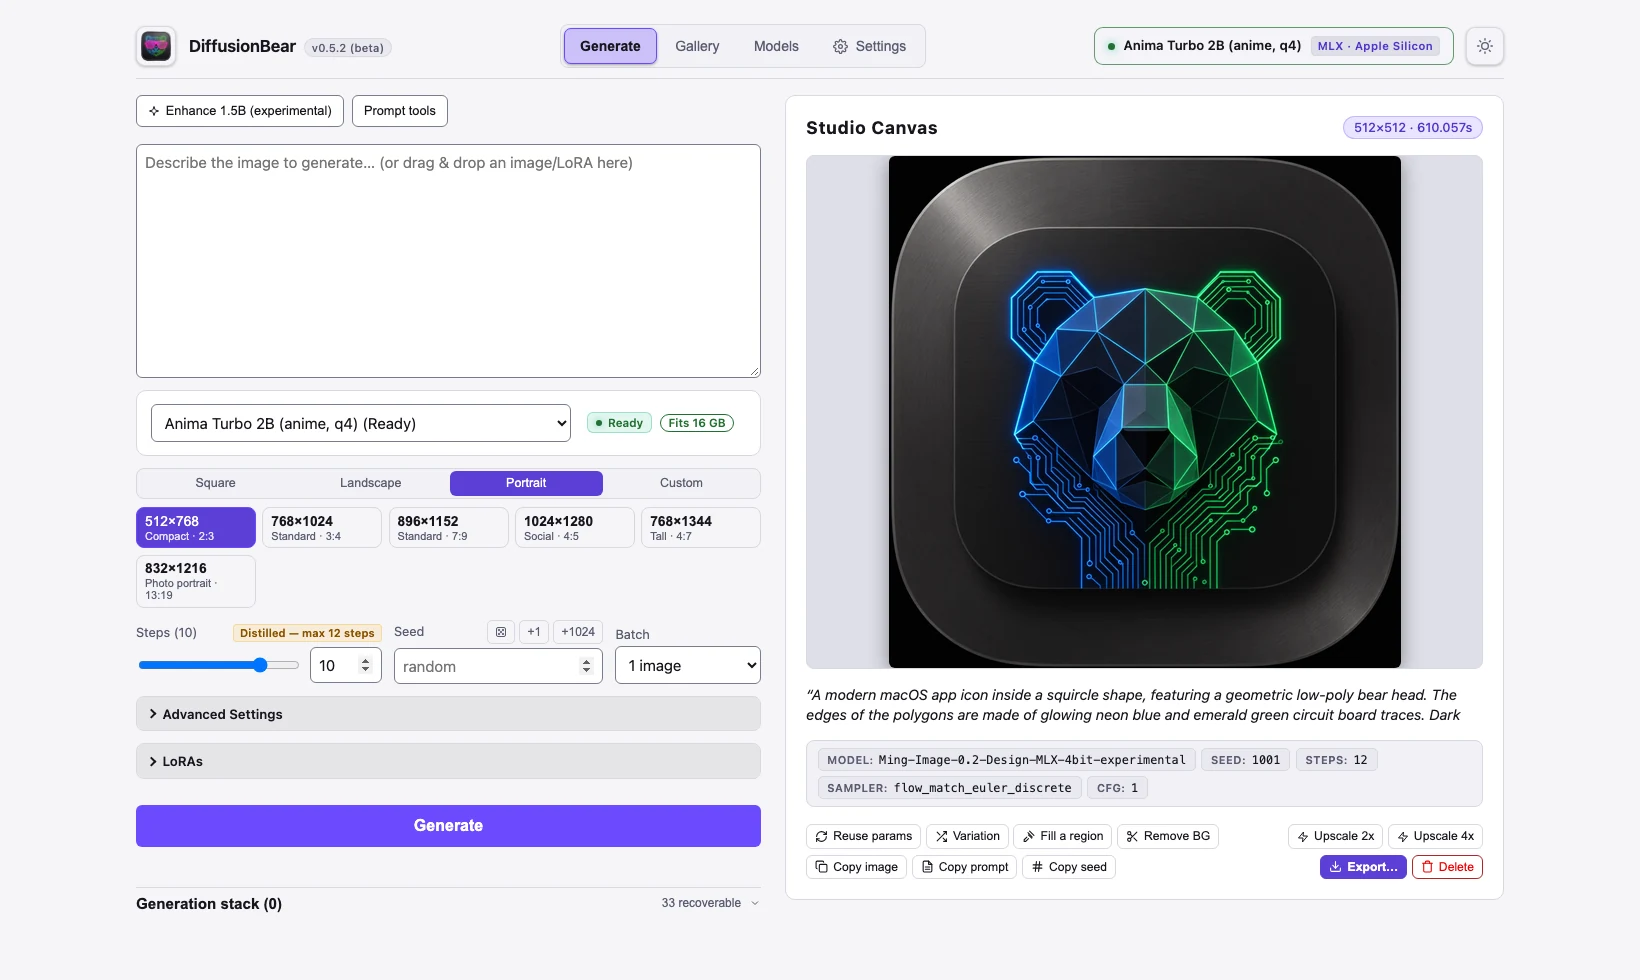 DiffusionBear v0.5.2 (beta)
Generate Gallery Models Settings
Anima Turbo 2B (anime, q4) MLX · Apple Silicon
Enhance 1.5B (experimental) Prompt tools
Describe the image to generate... (or drag & drop an image/LoRA here)
Anima Turbo 2B (anime, q4) (Ready) Ready Fits 16 GB
Square Landscape Portrait Custom
512×768 768×1024 896×1152 1024×1280 768×1344
Compact · 2:3 Standard · 3:4 Standard · 7:9 Social · 4:5 Tall · 4:7
832×1216
Photo portrait ·
13:19
Steps (10) Distilled — max 12 steps Seed +1 +1024 Batch
10 random 1 image
Advanced Settings
LoRAs
Generate
Generation stack (0) 33 recoverable
Studio Canvas 512×512 · 610.057s
“A modern macOS app icon inside a squircle shape, featuring a geometric low-poly bear head. The
edges of the polygons are made of glowing neon blue and emerald green circuit board traces. Dark
MODEL: Ming-Image-0.2-Design-MLX-4bit-experimental SEED: 1001 STEPS: 12
SAMPLER: flow_match_euler_discrete CFG: 1
Reuse params Variation Fill a region Remove BG Upscale 2x Upscale 4x
Copy image Copy prompt Copy seed Export... Delete